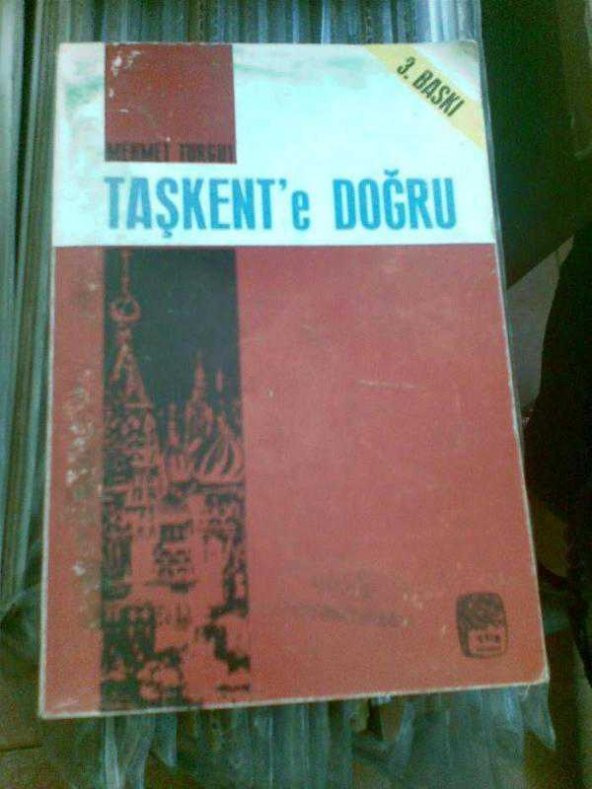 3. BASKI
MEHMET TURGUT
TAŞKENT'e DOĞRU